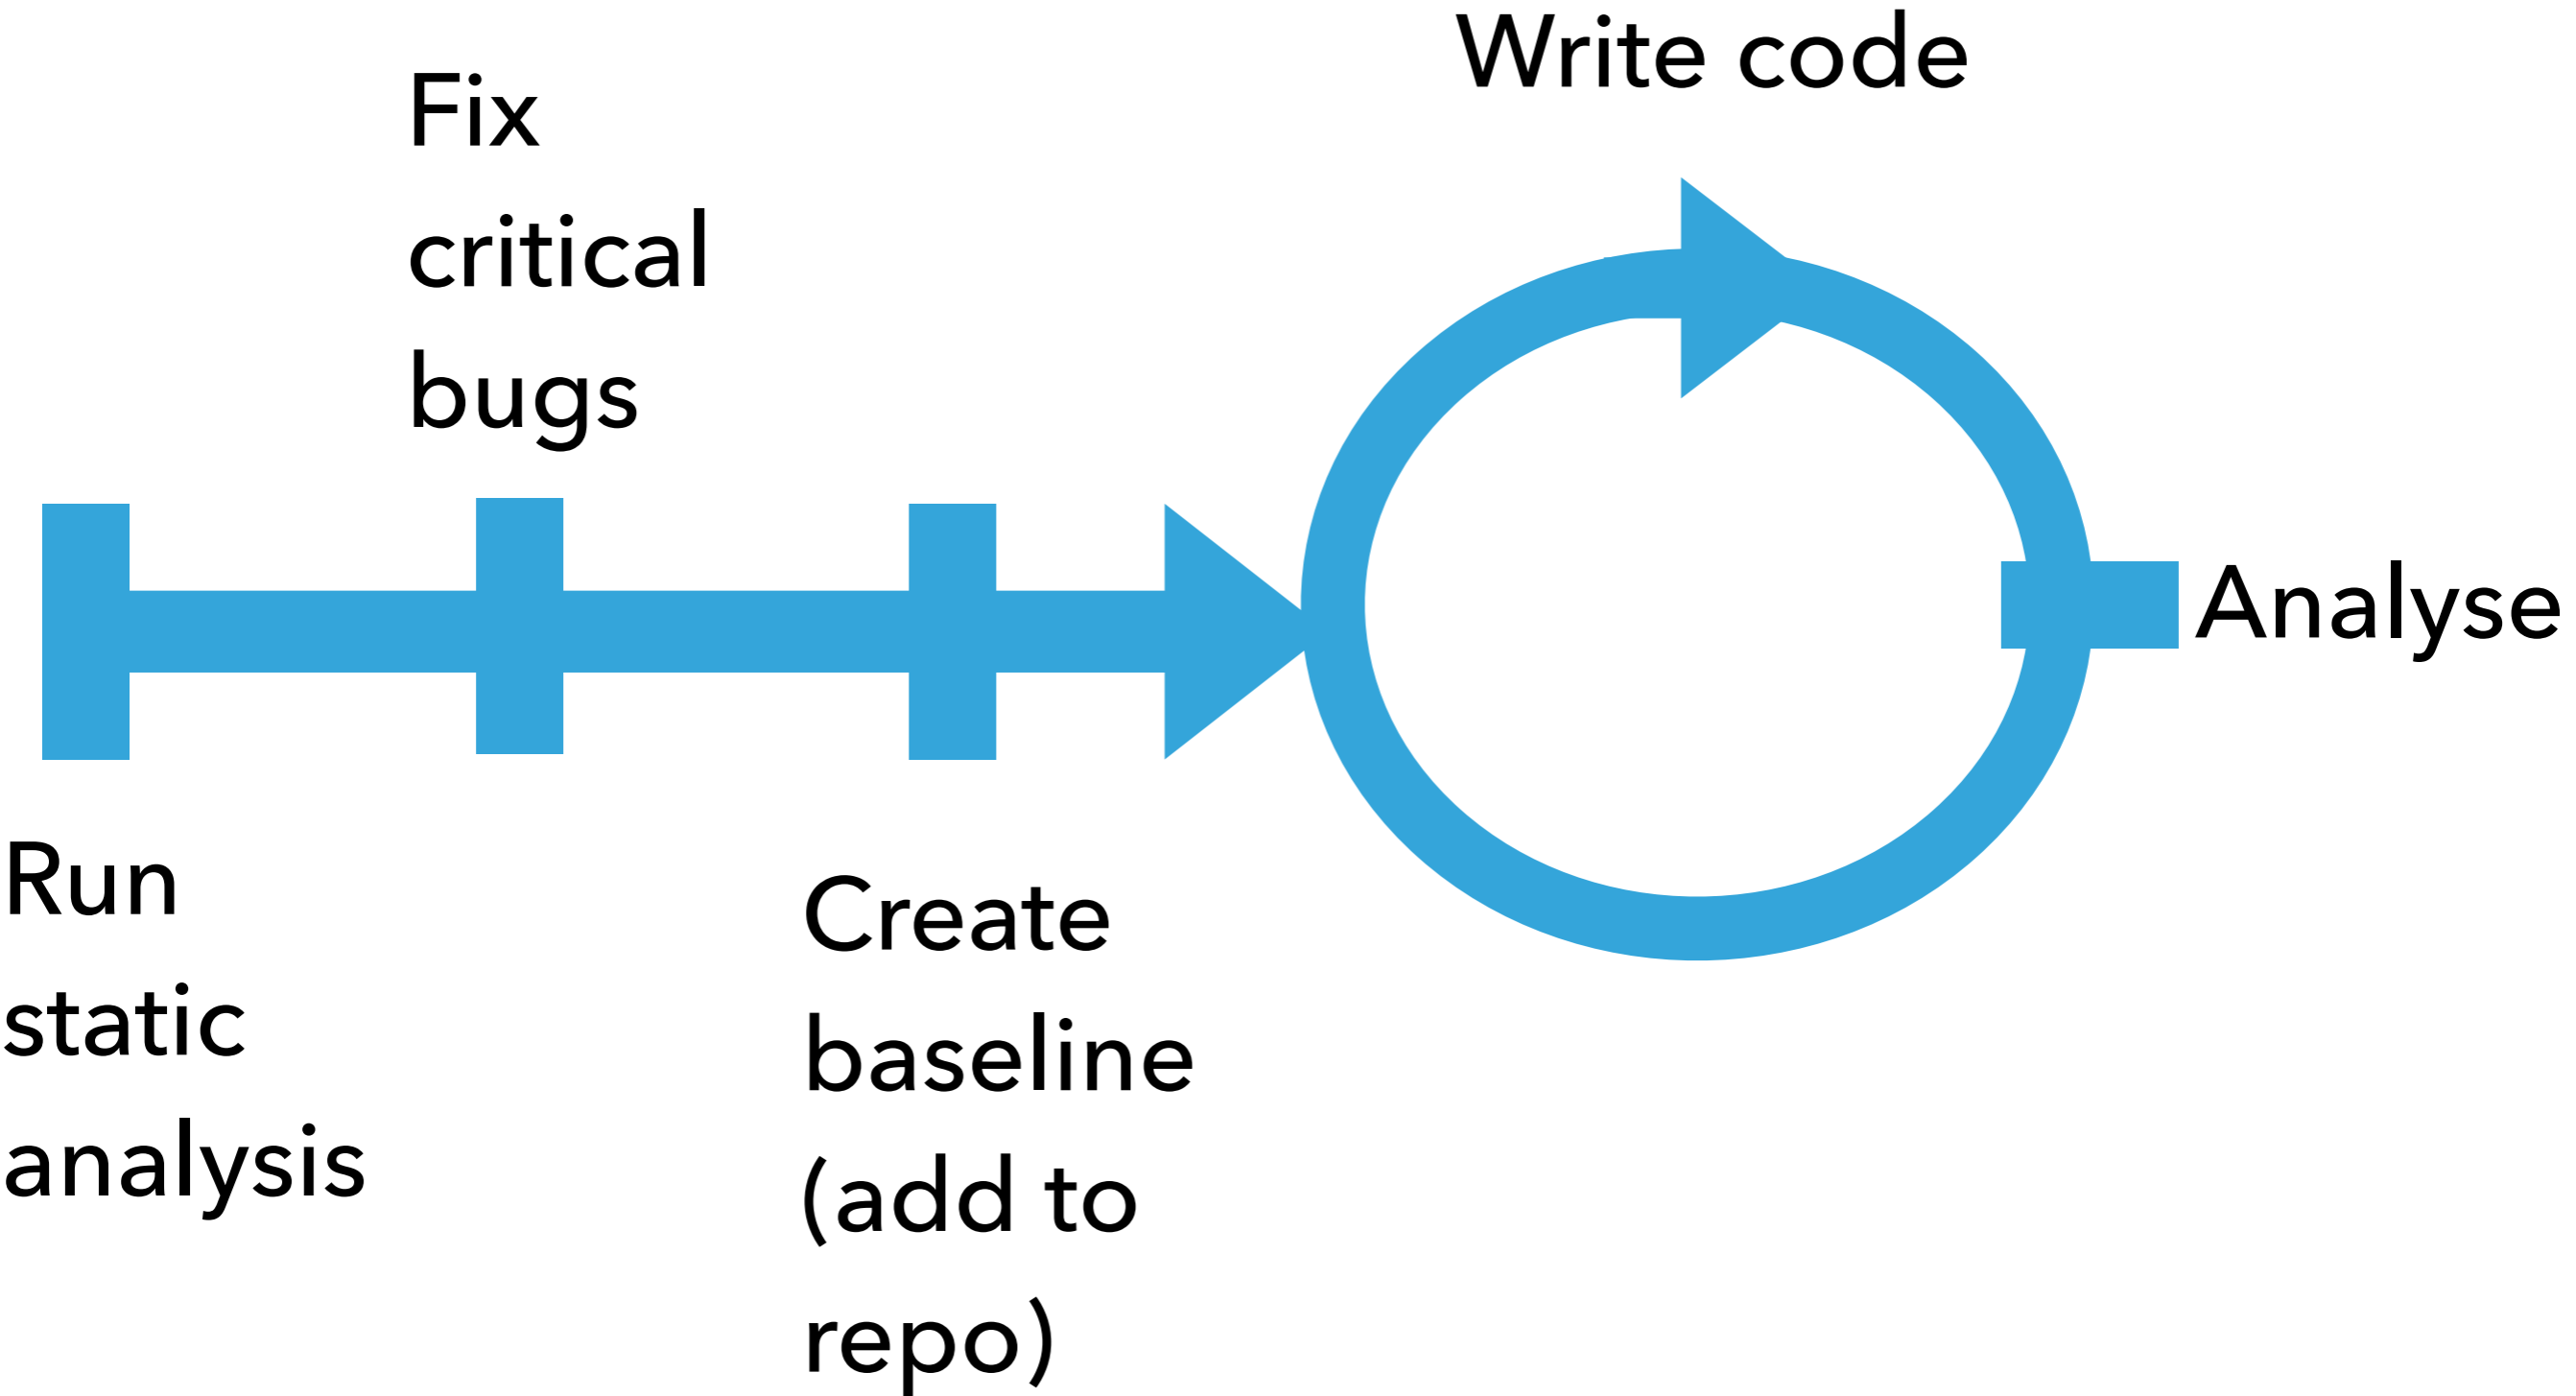 Write code
Fix
critical
bugs
Analyse
Run
static
analysis
Create
baseline
(add to
repo)